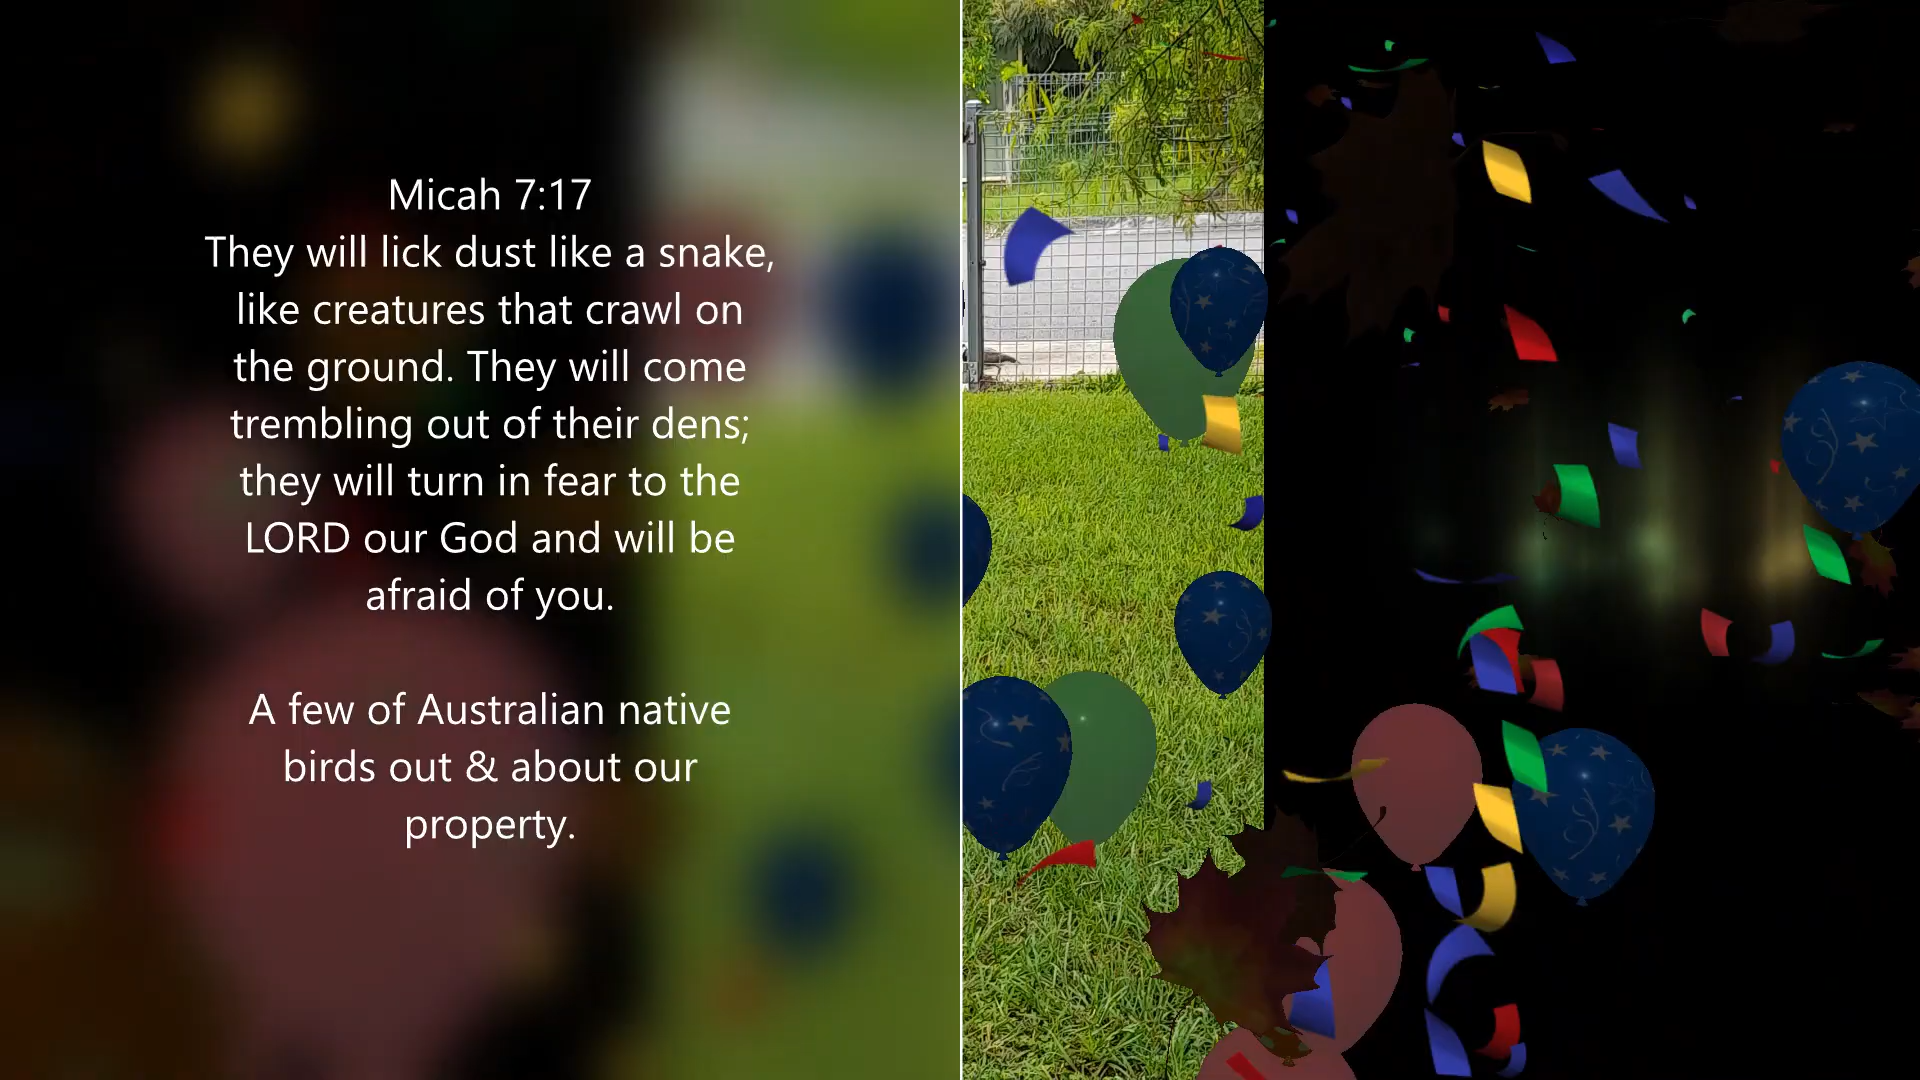 Micah 7:17
They will lick dust like a snake,
like creatures that crawl on
the ground. They will come
trembling out of their dens;
they will turn in fear to the
LORD our God and will be
afraid of you.
A few of Australian native
birds out & about our
property.